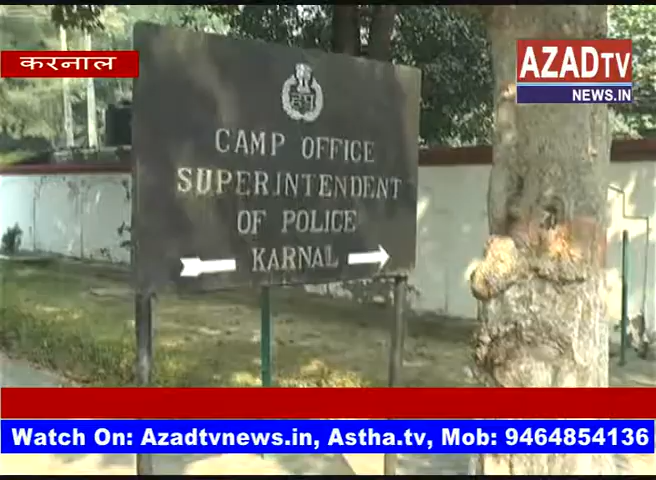 करनाल
AZAD TV
NEWS.IN
CAMP OFFICE
SUPERINTENDENT
OF POLICE
KARNAL
Watch On: Azadtvnews.in, Astha.tv, Mob: 9464854136